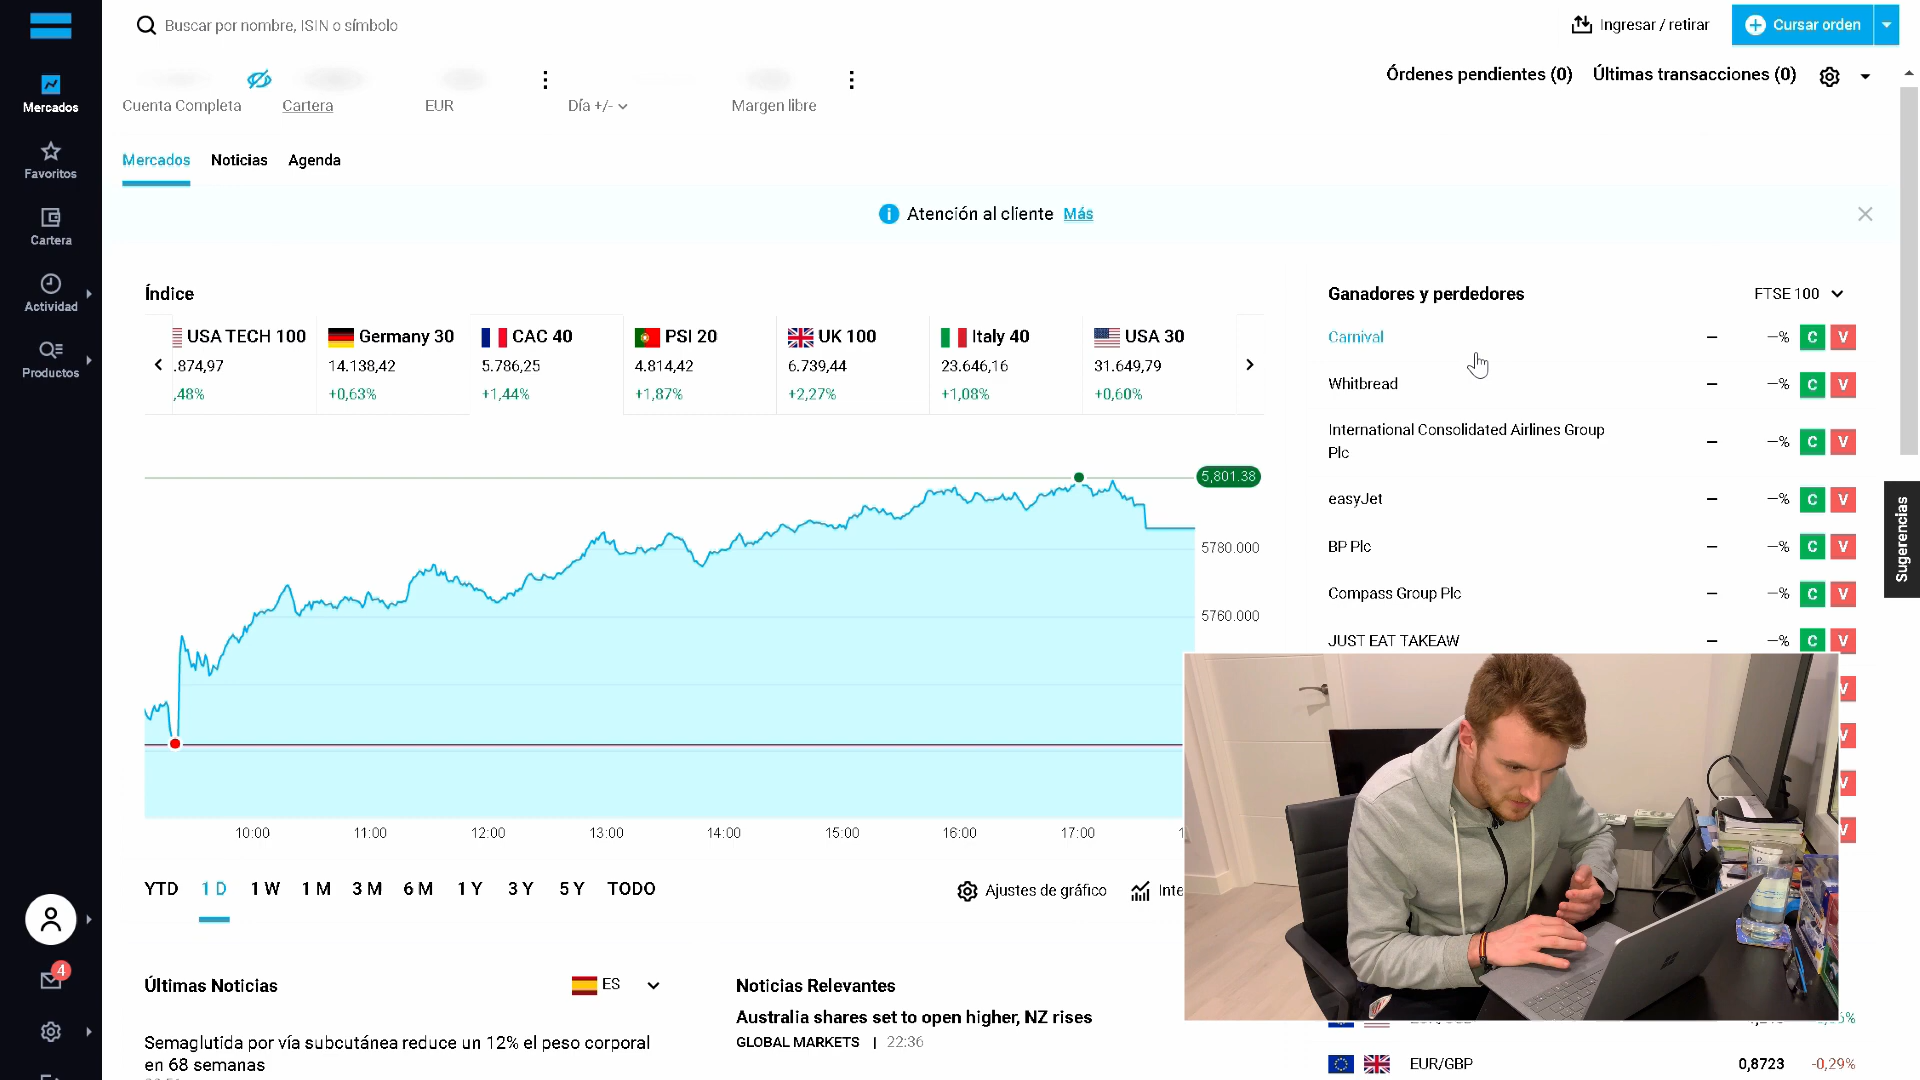 Buscar por nombre, ISIN o símbolo
Ingresar / retirar
Cursar orden
Órdenes pendientes (0)
Últimas transacciones (0)
Cuenta Completa
Cartera
EUR
Día +/-
Margen libre
Mercados
Favoritos
Cartera
Actividad
Productos
4
Mercados
Noticias
Agenda
Atención al cliente Más
Índice
USA TECH 100
.874,97
,48%
Germany 30
14.138,42
+0,63%
CAC 40
5.786,25
+1,44%
PSI 20
4.814,42
+1,87%
UK 100
6.739,44
+2,27%
Italy 40
23.646,16
+1,08%
USA 30
31.649,79
+0,60%
5,801.38
5780.000
5760.000
10:00
11:00
12:00
13:00
14:00
15:00
16:00
17:00
YTD
1 D
1 W
1 M
3 M
6 M
1 Y
3 Y
5 Y
TODO
Ajustes de gráfico
Inte
Ganadores y perdedores
FTSE 100
Carnival – –% C V
Whitbread – –% C V
International Consolidated Airlines Group
Plc – –% C V
easyJet – –% C V
BP Plc – –% C V
Compass Group Plc – –% C V
JUST EAT TAKEAW – –% C V
V
V
V
V
Sugerencias
Últimas Noticias
ES
Semaglutida por vía subcutánea reduce un 12% el peso corporal
en 68 semanas
Noticias Relevantes
Australia shares set to open higher, NZ rises
GLOBAL MARKETS | 22:36
EUR/GBP
0,8723
-0,29%